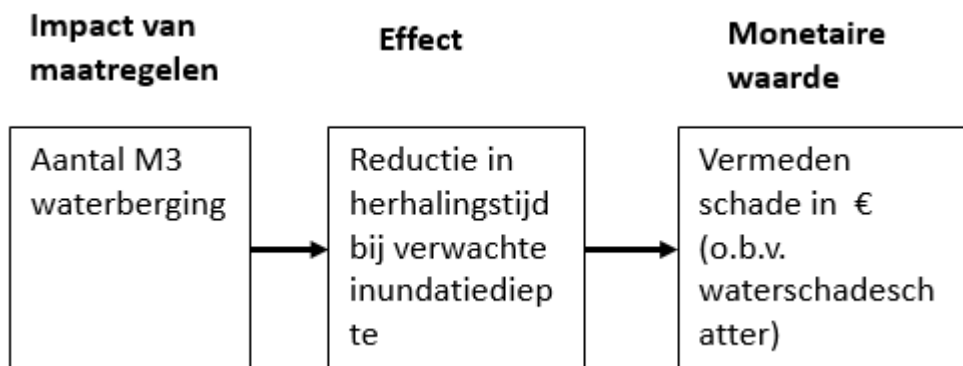 Impact van
maatregelen
Effect
Monetaire
waarde
Aantal M3
waterberging
Reductie in
herhalingstijd
bij verwachte
inundatiediep
te
Vermeden
schade in €
(o.b.v.
waterschadesch
atter)